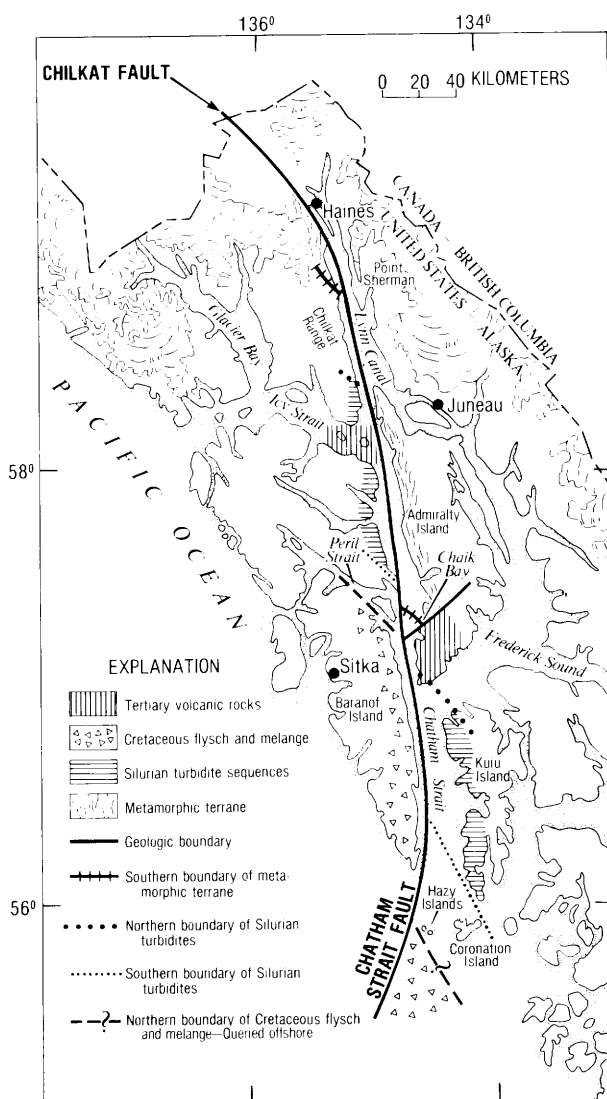 136⁰
134⁰
CHILKAT FAULT
0 20 40 KILOMETERS
Haines
CANADA
BRITISH COLUMBIA
UNITED STATES
ALASKA
Point
Sherman
Chilkat
Range
Lynn Canal
Glacier Bay
Juneau
Icy Strait
58⁰
PACIFIC OCEAN
Admiralty
Island
Peril
Strait
Chaik
Bay
Frederick Sound
EXPLANATION
Sitka
Baranof
Island
Chatham
Strait
Kuiu
Island
Tertiary volcanic rocks
Cretaceous flysch and melange
Silurian turbidite sequences
Metamorphic terrane
Geologic boundary
Southern boundary of meta-
morphic terrane
56⁰
Hazy
Islands
Coronation
Island
CHATHAM
STRAIT FAULT
Northern boundary of Silurian
turbidites
Southern boundary of Silurian
turbidites
?
?
Northern boundary of Cretaceous flysch
and melange—Queried offshore